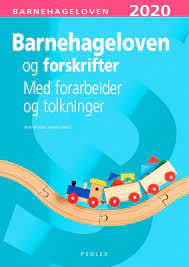 BARNEHAGELOVEN 2020
Barnehageloven
og forskrifter
Med forarbeider
og tolkninger
PEDLEX